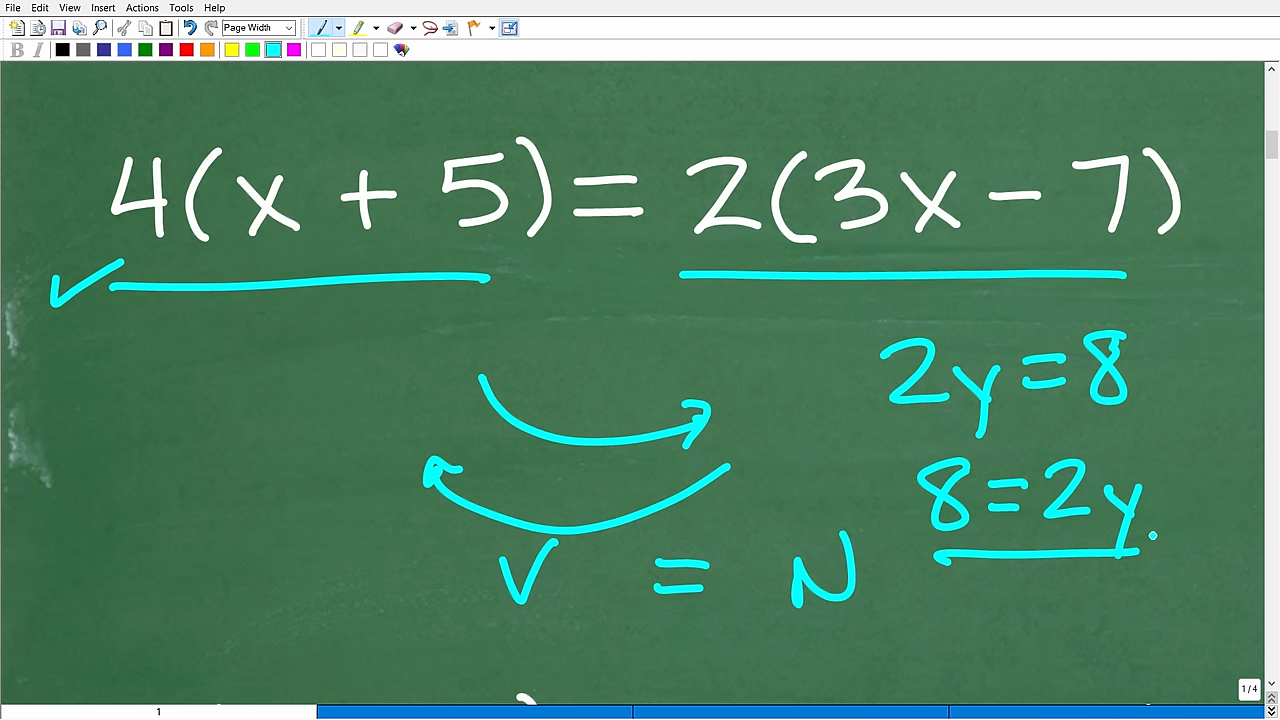 File Edit View Insert Actions Tools Help
Page Width
B I
4(x + 5) = 2(3x − 7)
2y = 8
8 = 2y
V = N
1/4
1